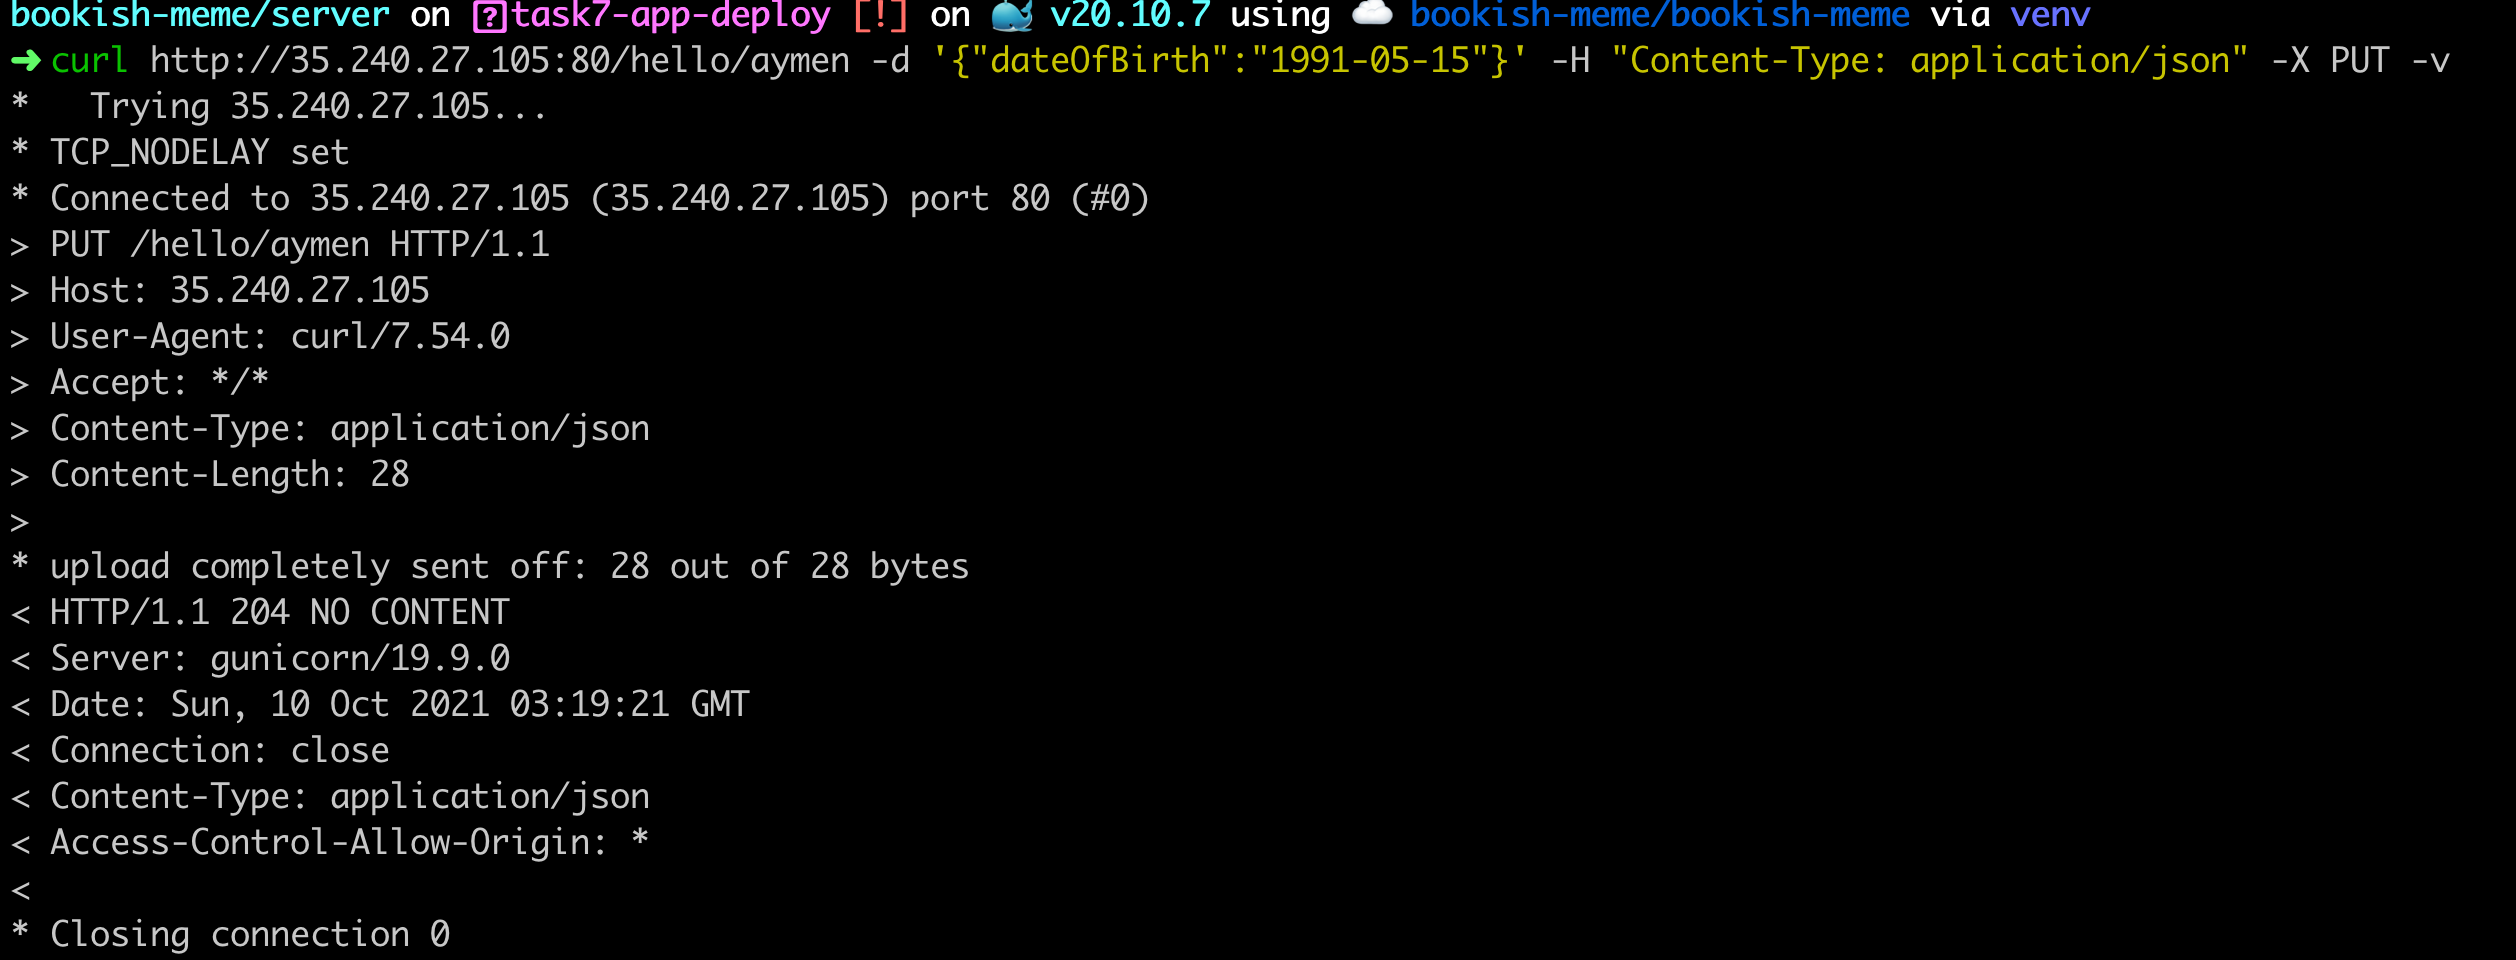 bookish-meme/server on task7-app-deploy [!] on 🐳 v20.10.7 using ☁️ bookish-meme/bookish-meme via venv
➜ curl http://35.240.27.105:80/hello/aymen -d '{"dateOfBirth":"1991-05-15"}' -H "Content-Type: application/json" -X PUT -v
*   Trying 35.240.27.105...
* TCP_NODELAY set
* Connected to 35.240.27.105 (35.240.27.105) port 80 (#0)
> PUT /hello/aymen HTTP/1.1
> Host: 35.240.27.105
> User-Agent: curl/7.54.0
> Accept: */*
> Content-Type: application/json
> Content-Length: 28
>
* upload completely sent off: 28 out of 28 bytes
< HTTP/1.1 204 NO CONTENT
< Server: gunicorn/19.9.0
< Date: Sun, 10 Oct 2021 03:19:21 GMT
< Connection: close
< Content-Type: application/json
< Access-Control-Allow-Origin: *
<
* Closing connection 0